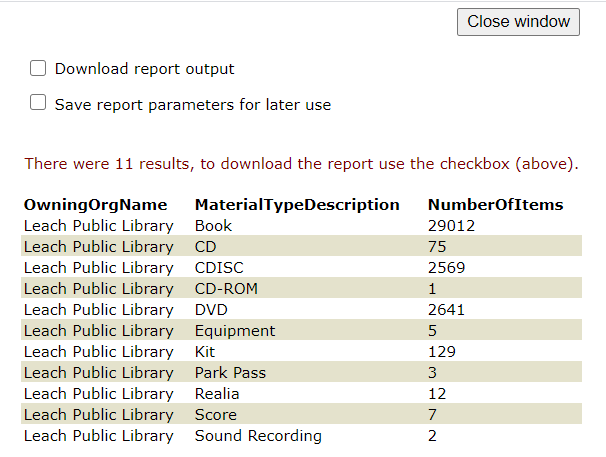 Close window
Download report output
Save report parameters for later use
There were 11 results, to download the report use the checkbox (above).
OwningOrgName MaterialTypeDescription NumberOfItems
Leach Public Library Book 29012
Leach Public Library CD 75
Leach Public Library CDISC 2569
Leach Public Library CD-ROM 1
Leach Public Library DVD 2641
Leach Public Library Equipment 5
Leach Public Library Kit 129
Leach Public Library Park Pass 3
Leach Public Library Realia 12
Leach Public Library Score 7
Leach Public Library Sound Recording 2